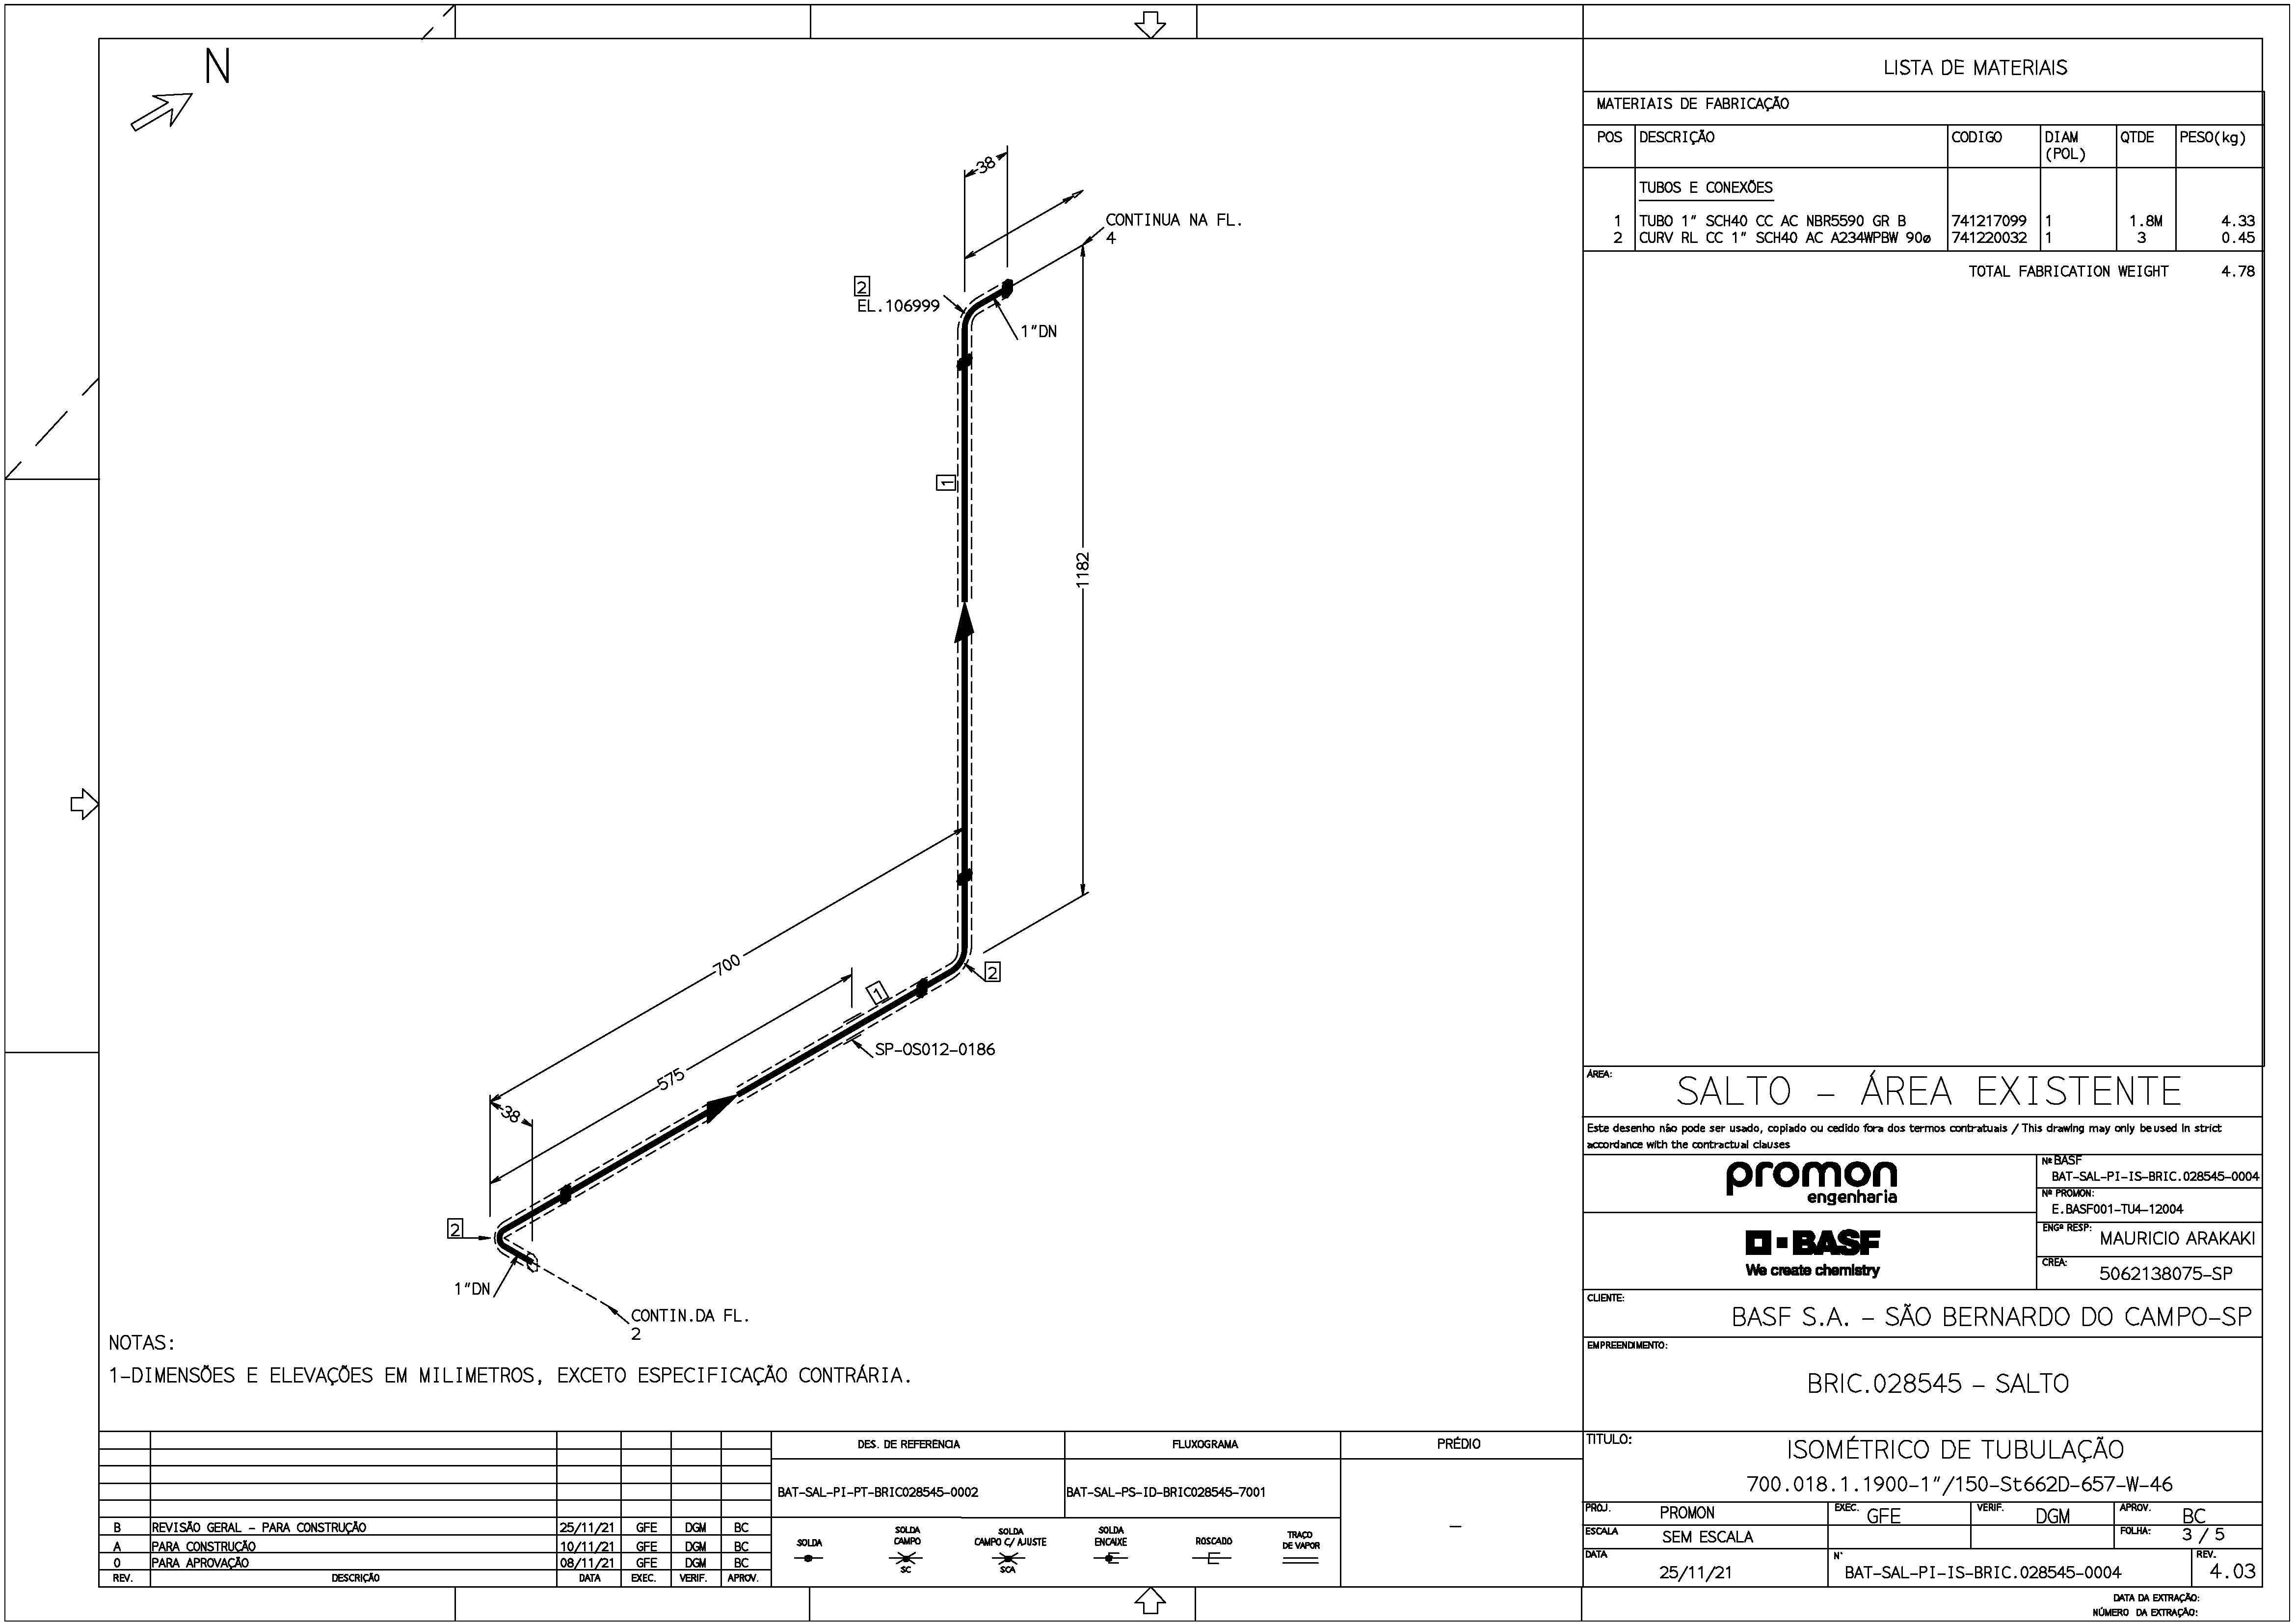 N
38
CONTINUA NA FL.
4
2
EL.106999
1"DN
1
1182
700
2
1
SP-OS012-0186
575
38
2
1"DN
CONTIN.DA FL.
2
NOTAS:
1-DIMENSÕES E ELEVAÇÕES EM MILIMETROS, EXCETO ESPECIFICAÇÃO CONTRÁRIA.
LISTA DE MATERIAIS
MATERIAIS DE FABRICAÇÃO
POS DESCRIÇÃO CODIGO DIAM (POL) QTDE PESO(kg)
TUBOS E CONEXÕES
1 TUBO 1" SCH40 CC AC NBR5590 GR B 741217099 1 1.8M 4.33
2 CURV RL CC 1" SCH40 AC A234WPBW 90ø 741220032 1 3 0.45
TOTAL FABRICATION WEIGHT 4.78
ÁREA:
SALTO - ÁREA EXISTENTE
Este desenho não pode ser usado, copiado ou cedido fora dos termos contratuais / This drawing may only be used in strict
accordance with the contractual clauses
promon
engenharia
Nº BASF
BAT-SAL-PI-IS-BRIC.028545-0004
Nº PROMON:
E.BASF001-TU4-12004
BASF
We create chemistry
ENGº RESP: MAURICIO ARAKAKI
CREA:
5062138075-SP
CLIENTE:
BASF S.A. - SÃO BERNARDO DO CAMPO-SP
EMPREENDIMENTO:
BRIC.028545 - SALTO
TITULO:
ISOMÉTRICO DE TUBULAÇÃO
700.018.1.1900-1"/150-St662D-657-W-46
PROJ. PROMON EXEC. GFE VERIF. DGM APROV. BC
ESCALA SEM ESCALA FOLHA: 3 / 5
DATA 25/11/21 N° BAT-SAL-PI-IS-BRIC.028545-0004 REV. 4.03
DATA DA EXTRAÇÃO:
NÚMERO DA EXTRAÇÃO:
B REVISÃO GERAL - PARA CONSTRUÇÃO 25/11/21 GFE DGM BC
A PARA CONSTRUÇÃO 10/11/21 GFE DGM BC
0 PARA APROVAÇÃO 08/11/21 GFE DGM BC
REV. DESCRIÇÃO DATA EXEC. VERIF. APROV.
DES. DE REFERÊNCIA FLUXOGRAMA PRÉDIO
BAT-SAL-PI-PT-BRIC028545-0002 BAT-SAL-PS-ID-BRIC028545-7001
-
SOLDA
SOLDA CAMPO
SC
SOLDA CAMPO C/ AJUSTE
SCA
SOLDA ENCAIXE
ROSCADO
TRAÇO DE VAPOR